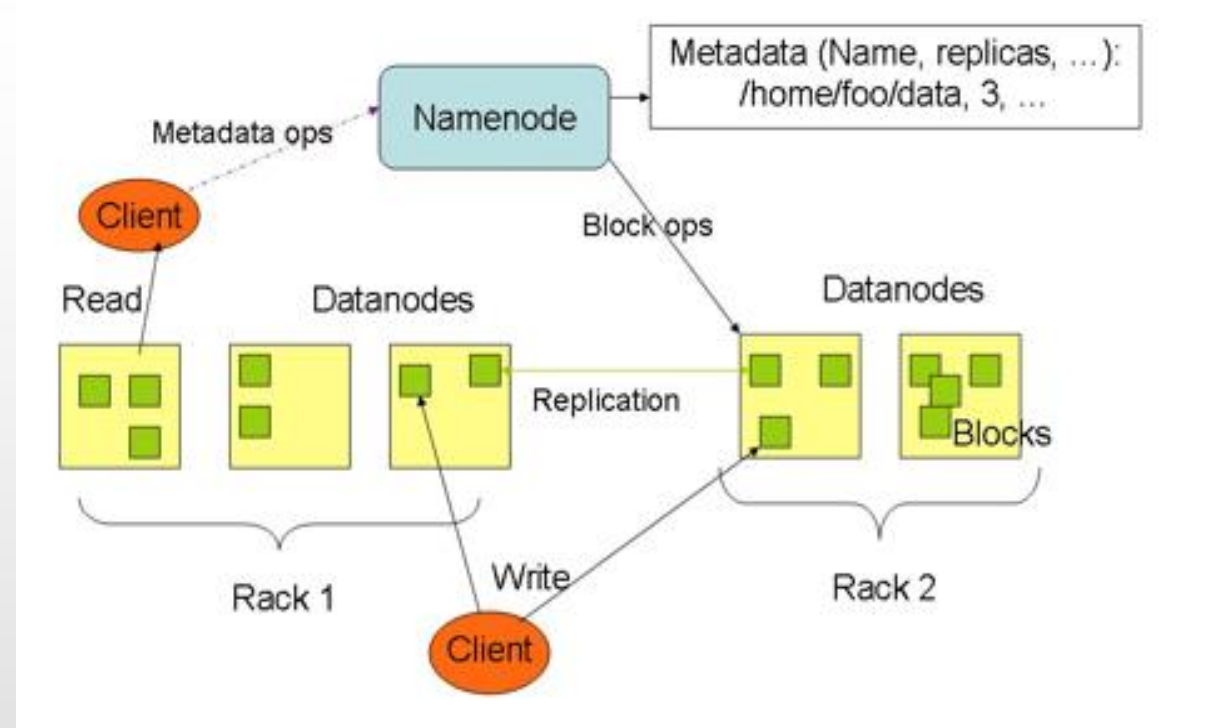 Metadata (Name, replicas, ...):
/home/foo/data, 3, ...
Namenode
Metadata ops
Client
Block ops
Read
Datanodes
Datanodes
Replication
Blocks
Rack 1
Write
Rack 2
Client